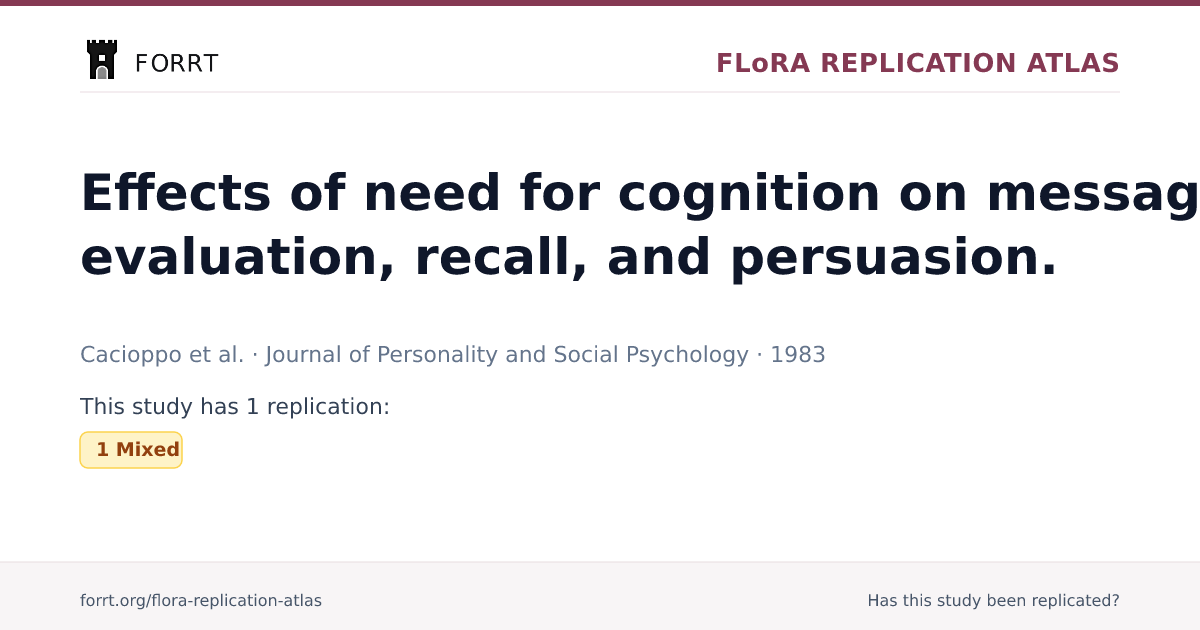 FORRT
FLoRA REPLICATION ATLAS
Effects of need for cognition on messag
evaluation, recall, and persuasion.
Cacioppo et al. · Journal of Personality and Social Psychology · 1983
This study has 1 replication:
1 Mixed
forrt.org/flora-replication-atlas
Has this study been replicated?